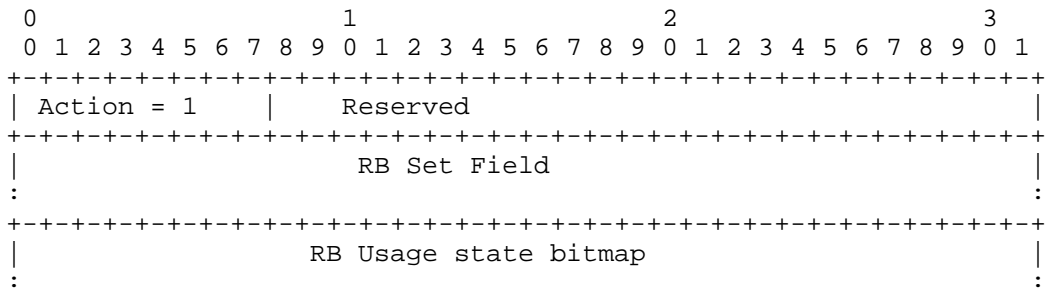 0                   1                   2                   3
 0 1 2 3 4 5 6 7 8 9 0 1 2 3 4 5 6 7 8 9 0 1 2 3 4 5 6 7 8 9 0 1
+-+-+-+-+-+-+-+-+-+-+-+-+-+-+-+-+-+-+-+-+-+-+-+-+-+-+-+-+-+-+-+-+
| Action = 1    |    Reserved                                   |
+-+-+-+-+-+-+-+-+-+-+-+-+-+-+-+-+-+-+-+-+-+-+-+-+-+-+-+-+-+-+-+-+
|                     RB Set Field                              |
:                                                               :
+-+-+-+-+-+-+-+-+-+-+-+-+-+-+-+-+-+-+-+-+-+-+-+-+-+-+-+-+-+-+-+-+
|                  RB Usage state bitmap                        |
:                                                               :